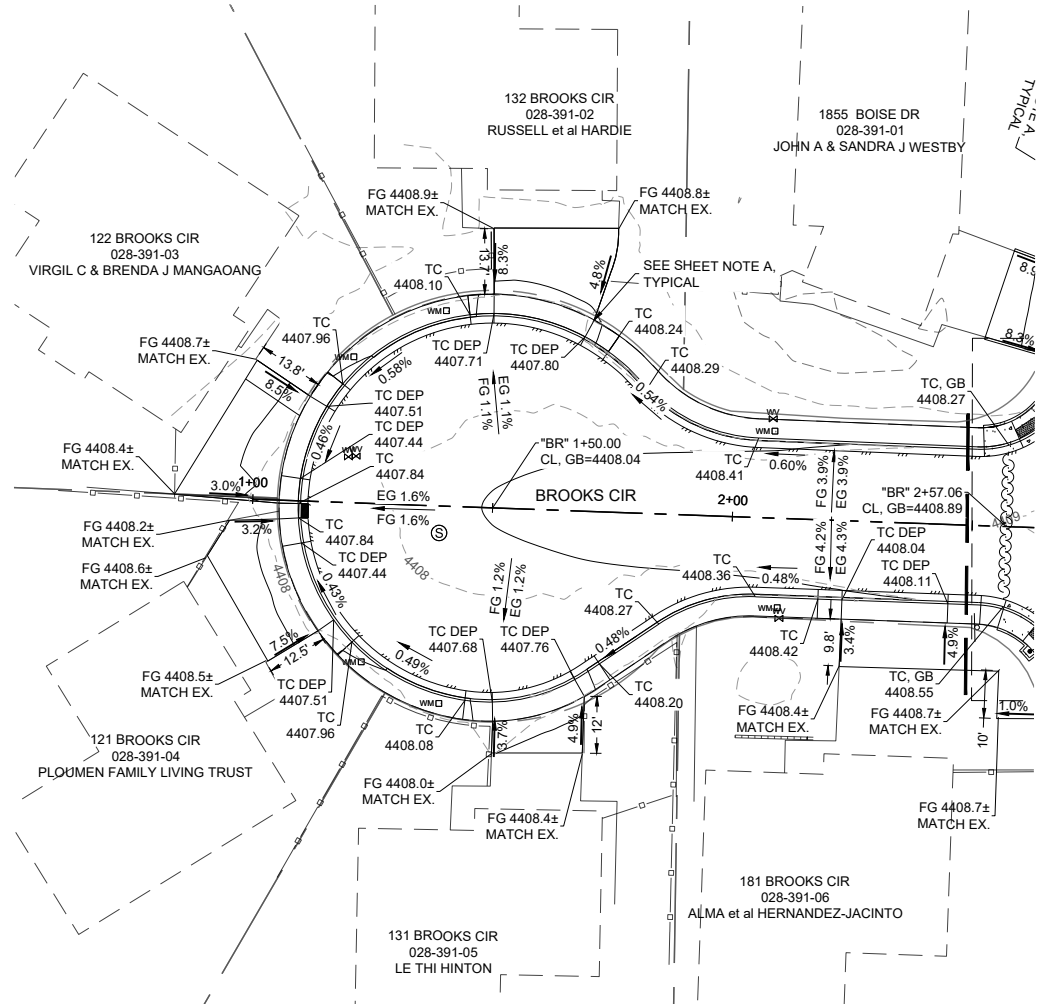 132 BROOKS CIR
028-391-02
RUSSELL et al HARDIE
1855 BOISE DR
028-391-01
JOHN A & SANDRA J WESTBY
TYPICAL
122 BROOKS CIR
028-391-03
VIRGIL C & BRENDA J MANGAOANG
FG 4408.9±
MATCH EX.
FG 4408.8±
MATCH EX.
13.7'
8.3%
4.8%
SEE SHEET NOTE A,
TYPICAL
8.9
8.3%
TC
4408.10
WM
TC
4407.96
WM
FG 4408.7±
MATCH EX.
13.8'
8.5%
0.58%
TC DEP
4407.71
TC DEP
4407.80
TC
4408.24
TC
4408.29
0.54%
TC, GB
4408.27
TC DEP
4407.51
TC DEP
4407.44
TC
4407.84
0.46%
FG 1.1%
EG 1.1%
WV
WM
TC
4408.41
0.60%
FG 4408.4±
MATCH EX.
3.0%
1+00
"BR" 1+50.00
CL, GB=4408.04
EG 1.6%
FG 1.6%
BROOKS CIR
2+00
FG 3.9%
EG 3.9%
"BR" 2+57.06
CL, GB=4408.89
FG 4408.2±
MATCH EX.
3.2%
FG 4408.6±
MATCH EX.
TC
4407.84
TC DEP
4407.44
S
4408
4408
FG 4.2%
EG 4.3%
TC DEP
4408.04
TC DEP
4408.11
0.43%
FG 1.2%
EG 1.2%
TC
4408.36
0.48%
TC
4408.27
WM
WV
7.5%
12.5'
FG 4408.5±
MATCH EX.
TC DEP
4407.51
WM
0.49%
TC DEP
4407.68
TC DEP
4407.76
0.48%
TC
4408.42
9.8'
3.4%
4.9%
TC, GB
4408.55
TC
4407.96
WM
TC
4408.08
TC
4408.20
3.7%
4.9%
12'
FG 4408.4±
MATCH EX.
FG 4408.7±
MATCH EX.
1.0%
10'
121 BROOKS CIR
028-391-04
PLOUMEN FAMILY LIVING TRUST
FG 4408.0±
MATCH EX.
FG 4408.4±
MATCH EX.
FG 4408.7±
MATCH EX.
181 BROOKS CIR
028-391-06
ALMA et al HERNANDEZ-JACINTO
131 BROOKS CIR
028-391-05
LE THI HINTON